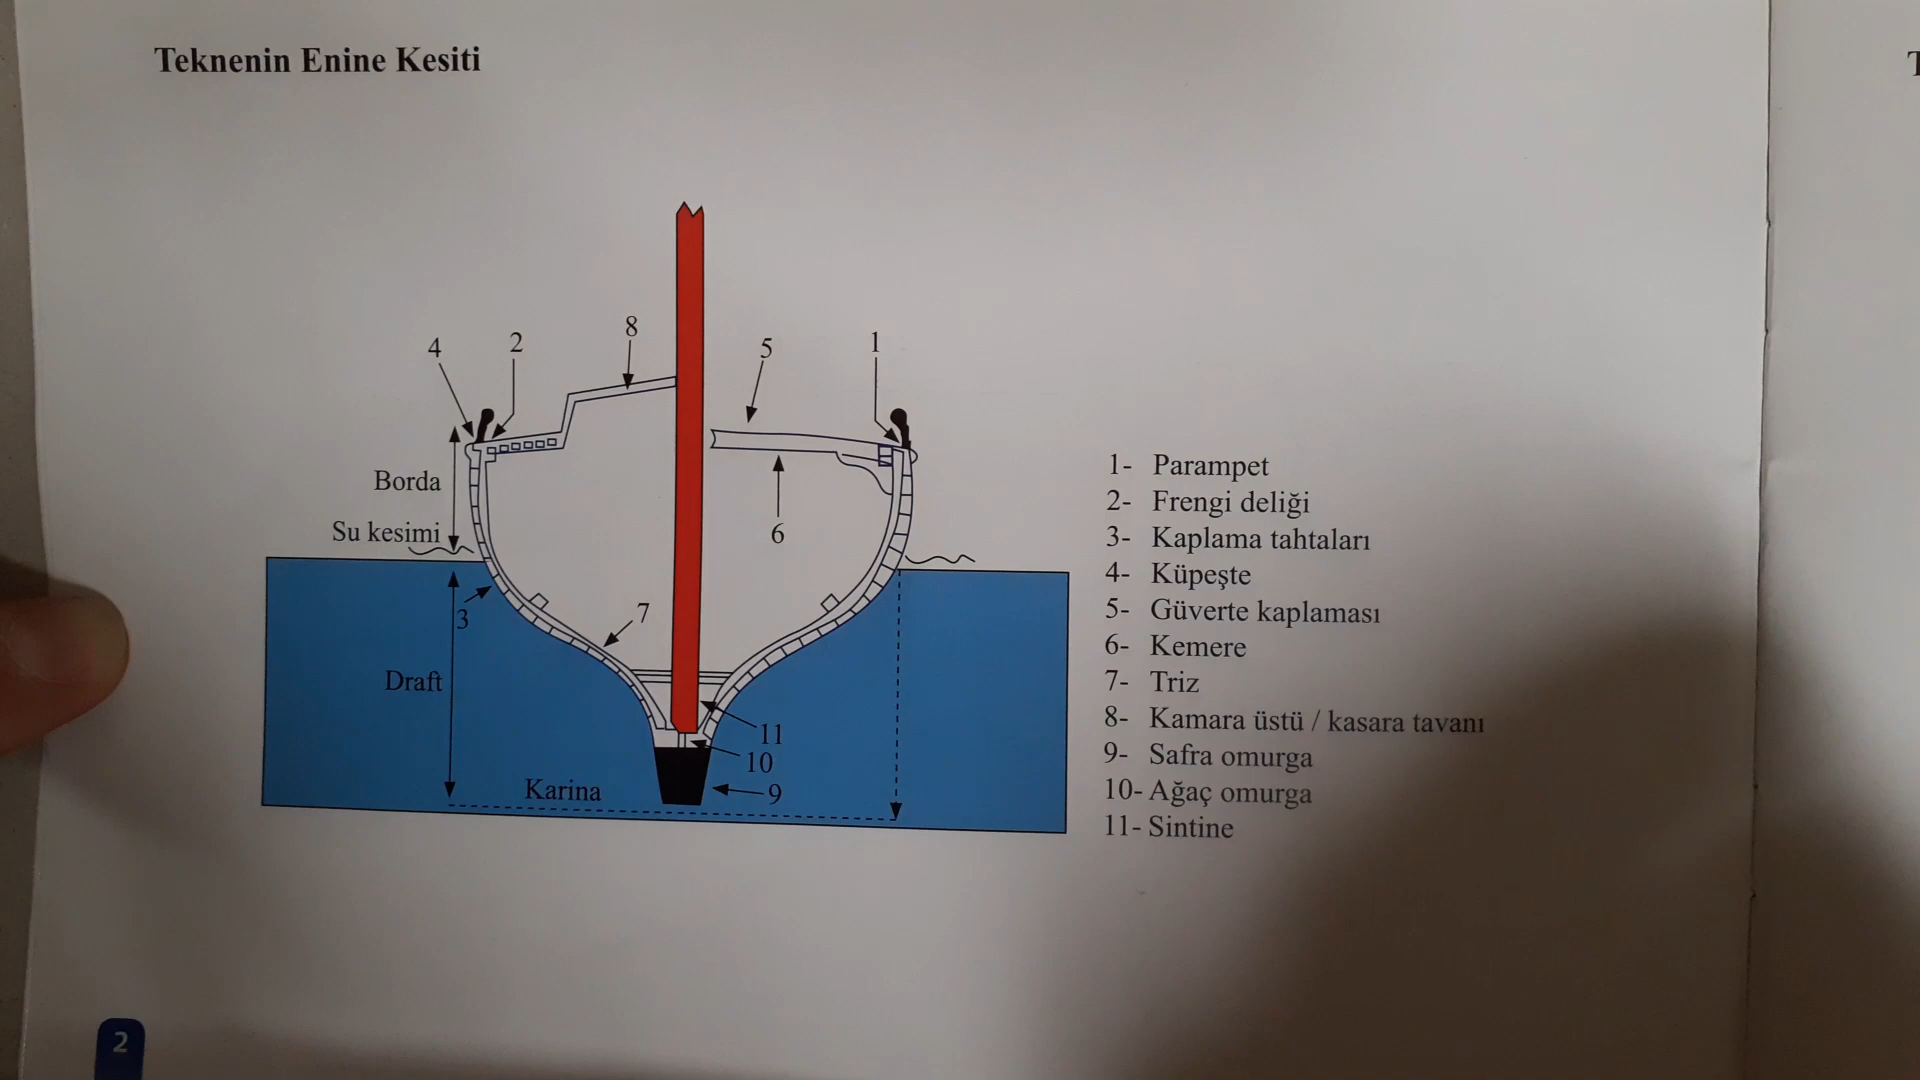 Teknenin Enine Kesiti
8
4
2
5
1
Borda
Su kesimi
6
3
7
Draft
11
10
Karina
9
1- Parampet
2- Frengi deliği
3- Kaplama tahtaları
4- Küpeşte
5- Güverte kaplaması
6- Kemere
7- Triz
8- Kamara üstü / kasara tavanı
9- Safra omurga
10- Ağaç omurga
11- Sintine
2